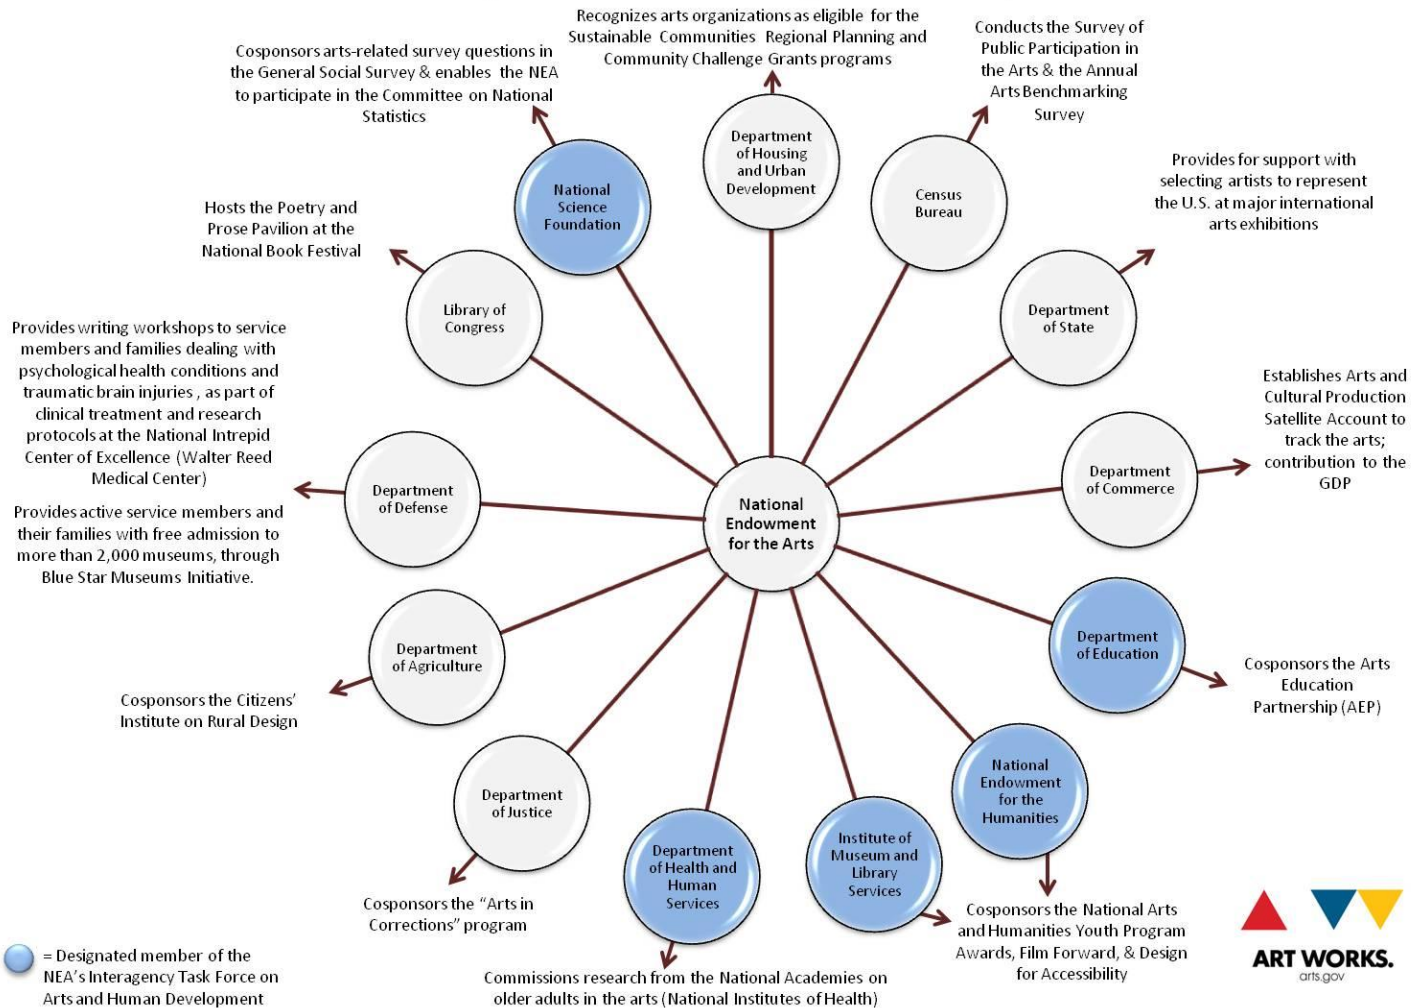 Recognizes arts organizations as eligible for the
Sustainable Communities Regional Planning and
Community Challenge Grants programs
Conducts the Survey of
Public Participation in
the Arts & the Annual
Arts Benchmarking
Survey
Cosponsors arts-related survey questions in
the General Social Survey & enables the NEA
to participate in the Committee on National
Statistics
Department
of Housing
and Urban
Development
National
Science
Foundation
Census
Bureau
Provides for support with
selecting artists to represent
the U.S. at major international
arts exhibitions
Hosts the Poetry and
Prose Pavilion at the
National Book Festival
Library of
Congress
Department
of State
Provides writing workshops to service
members and families dealing with
psychological health conditions and
traumatic brain injuries , as part of
clinical treatment and research
protocols at the National Intrepid
Center of Excellence (Walter Reed
Medical Center)
Provides active service members and
their families with free admission to
more than 2,000 museums, through
Blue Star Museums Initiative.
Department
of Defense
National
Endowment
for the Arts
Department
of Commerce
Establishes Arts and
Cultural Production
Satellite Account to
track the arts;
contribution to the
GDP
Department
of Agriculture
Cosponsors the Citizens'
Institute on Rural Design
Department
of Education
Cosponsors the Arts
Education
Partnership (AEP)
Department
of Justice
Cosponsors the "Arts in
Corrections" program
Department
of Health and
Human
Services
Commissions research from the National Academies on
older adults in the arts (National Institutes of Health)
Institute of
Museum and
Library
Services
National
Endowment
for the
Humanities
Cosponsors the National Arts
and Humanities Youth Program
Awards, Film Forward, & Design
for Accessibility
= Designated member of the
NEA's Interagency Task Force on
Arts and Human Development
ART WORKS.
arts.gov